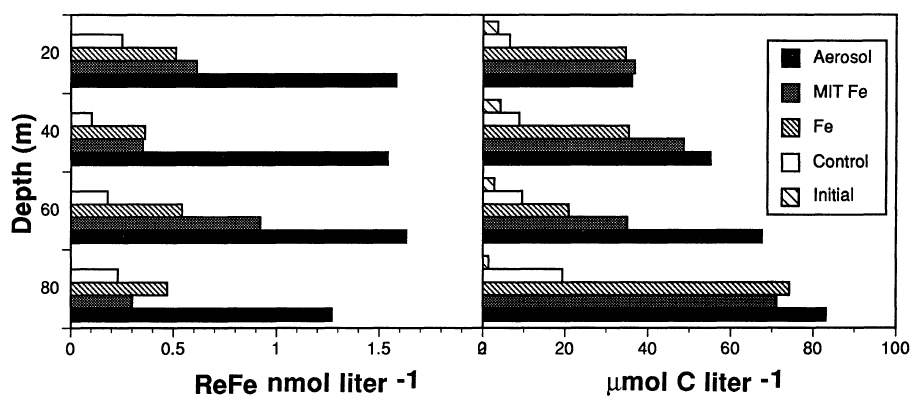 Depth (m)
20
40
60
80
0
0.5
1
1.5
ReFe nmol liter -1
0
20
40
60
80
100
µmol C liter -1
Aerosol
MIT Fe
Fe
Control
Initial